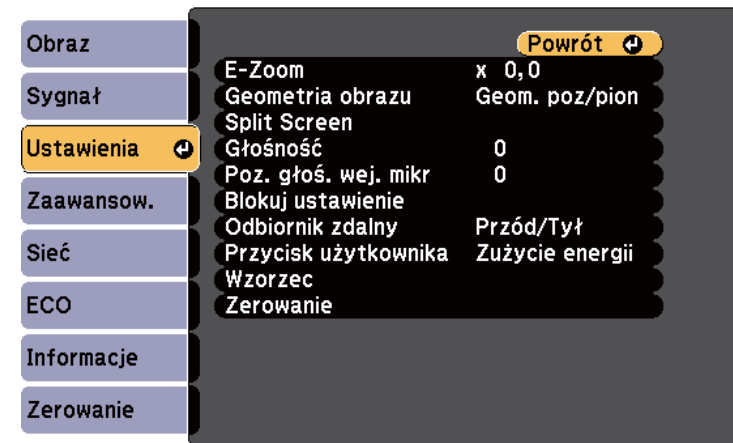 Obraz
Sygnał
Ustawienia
Zaawansow.
Sieć
ECO
Informacje
Zerowanie
Powrót
E-Zoom x 0,0
Geometria obrazu Geom. poz/pion
Split Screen
Głośność 0
Poz. głoś. wej. mikr 0
Blokuj ustawienie
Odbiornik zdalny Przód/Tył
Przycisk użytkownika Zużycie energii
Wzorzec
Zerowanie